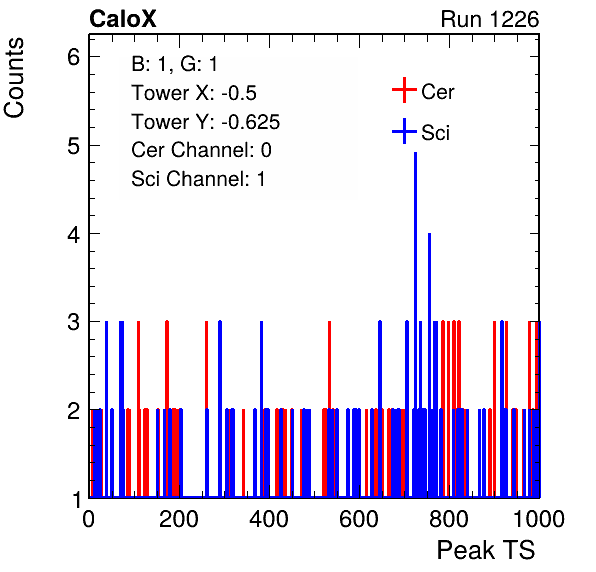 CaloX Run 1226
Counts
B: 1, G: 1
Tower X: -0.5
Tower Y: -0.625
Cer Channel: 0
Sci Channel: 1
Cer
Sci
6
5
4
3
2
1
0 200 400 600 800 1000
Peak TS